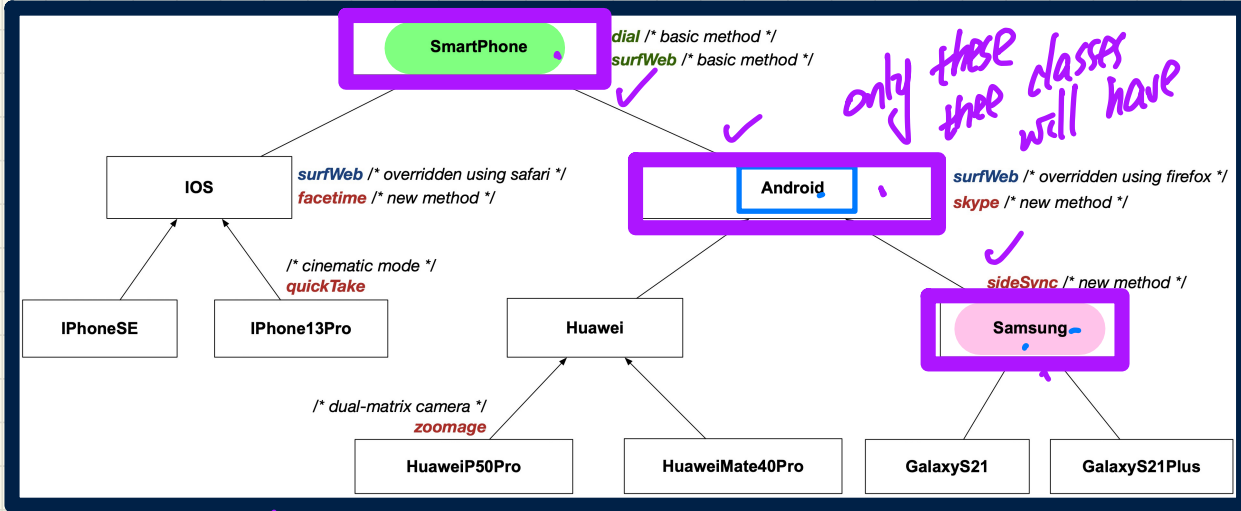 SmartPhone
dial /* basic method */
surfWeb /* basic method */
only these
thee classes
will have
IOS
surfWeb /* overridden using safari */
facetime /* new method */
Android
surfWeb /* overridden using firefox */
skype /* new method */
/* cinematic mode */
quickTake
sideSync /* new method */
IPhoneSE
IPhone13Pro
Huawei
Samsung
/* dual-matrix camera */
zoomage
HuaweiP50Pro
HuaweiMate40Pro
GalaxyS21
GalaxyS21Plus